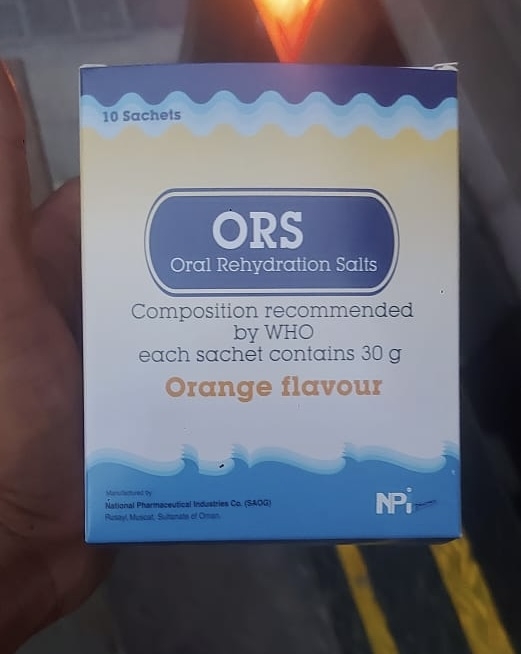 10 Sachets
ORS
Oral Rehydration Salts
Composition recommended
by WHO
each sachet contains 30 g
Orange flavour
Manufactured by
National Pharmaceutical Industries Co. (SAOG)
Rusayl, Muscat, Sultanate of Oman.
NPi